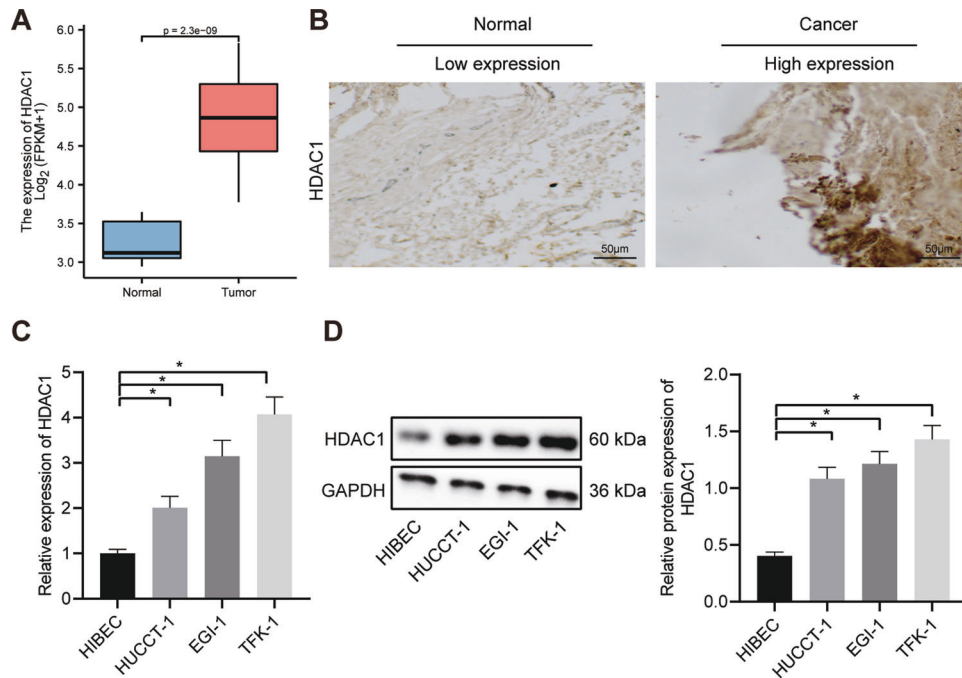 A
The expression of HDAC1
Log2 (FPKM+1)
6.0
5.5
5.0
4.5
4.0
3.5
3.0
p = 2.3e−09
Normal
Tumor
B
Normal
Cancer
Low expression
High expression
HDAC1
50μm
50μm
C
Relative expression of HDAC1
5
4
3
2
1
0
*
*
*
HIBEC
HUCCT-1
EGI-1
TFK-1
D
HDAC1
60 kDa
GAPDH
36 kDa
HIBEC
HUCCT-1
EGI-1
TFK-1
Relative protein expression of
HDAC1
2.0
1.5
1.0
0.5
0.0
*
*
*
HIBEC
HUCCT-1
EGI-1
TFK-1